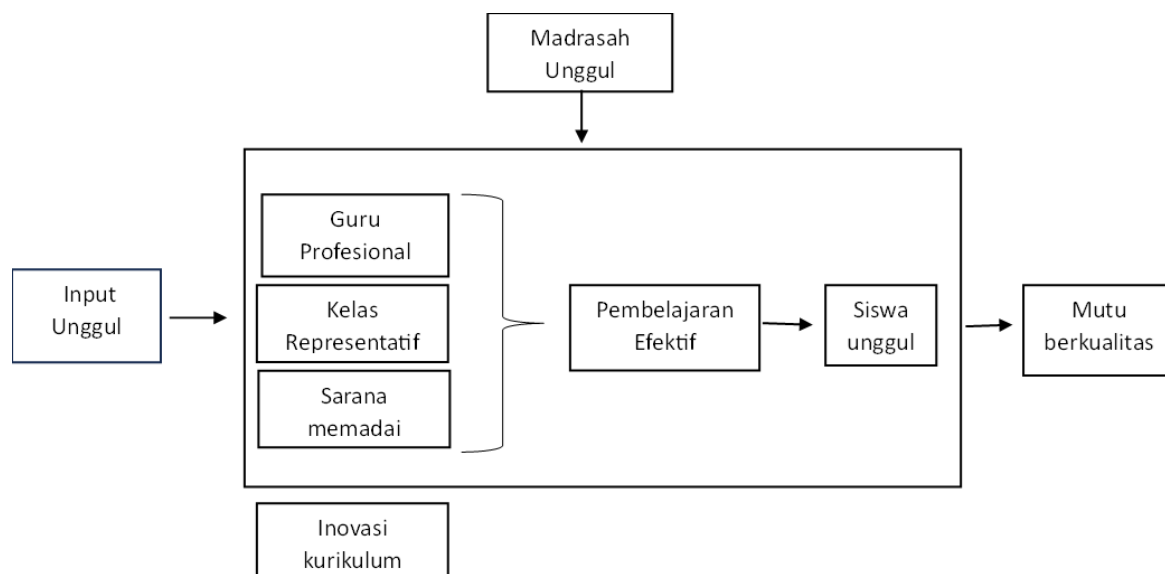 Madrasah
Unggul
Guru
Profesional
Input
Unggul
Kelas
Representatif
Pembelajaran
Efektif
Siswa
unggul
Mutu
berkualitas
Sarana
memadai
Inovasi
kurikulum